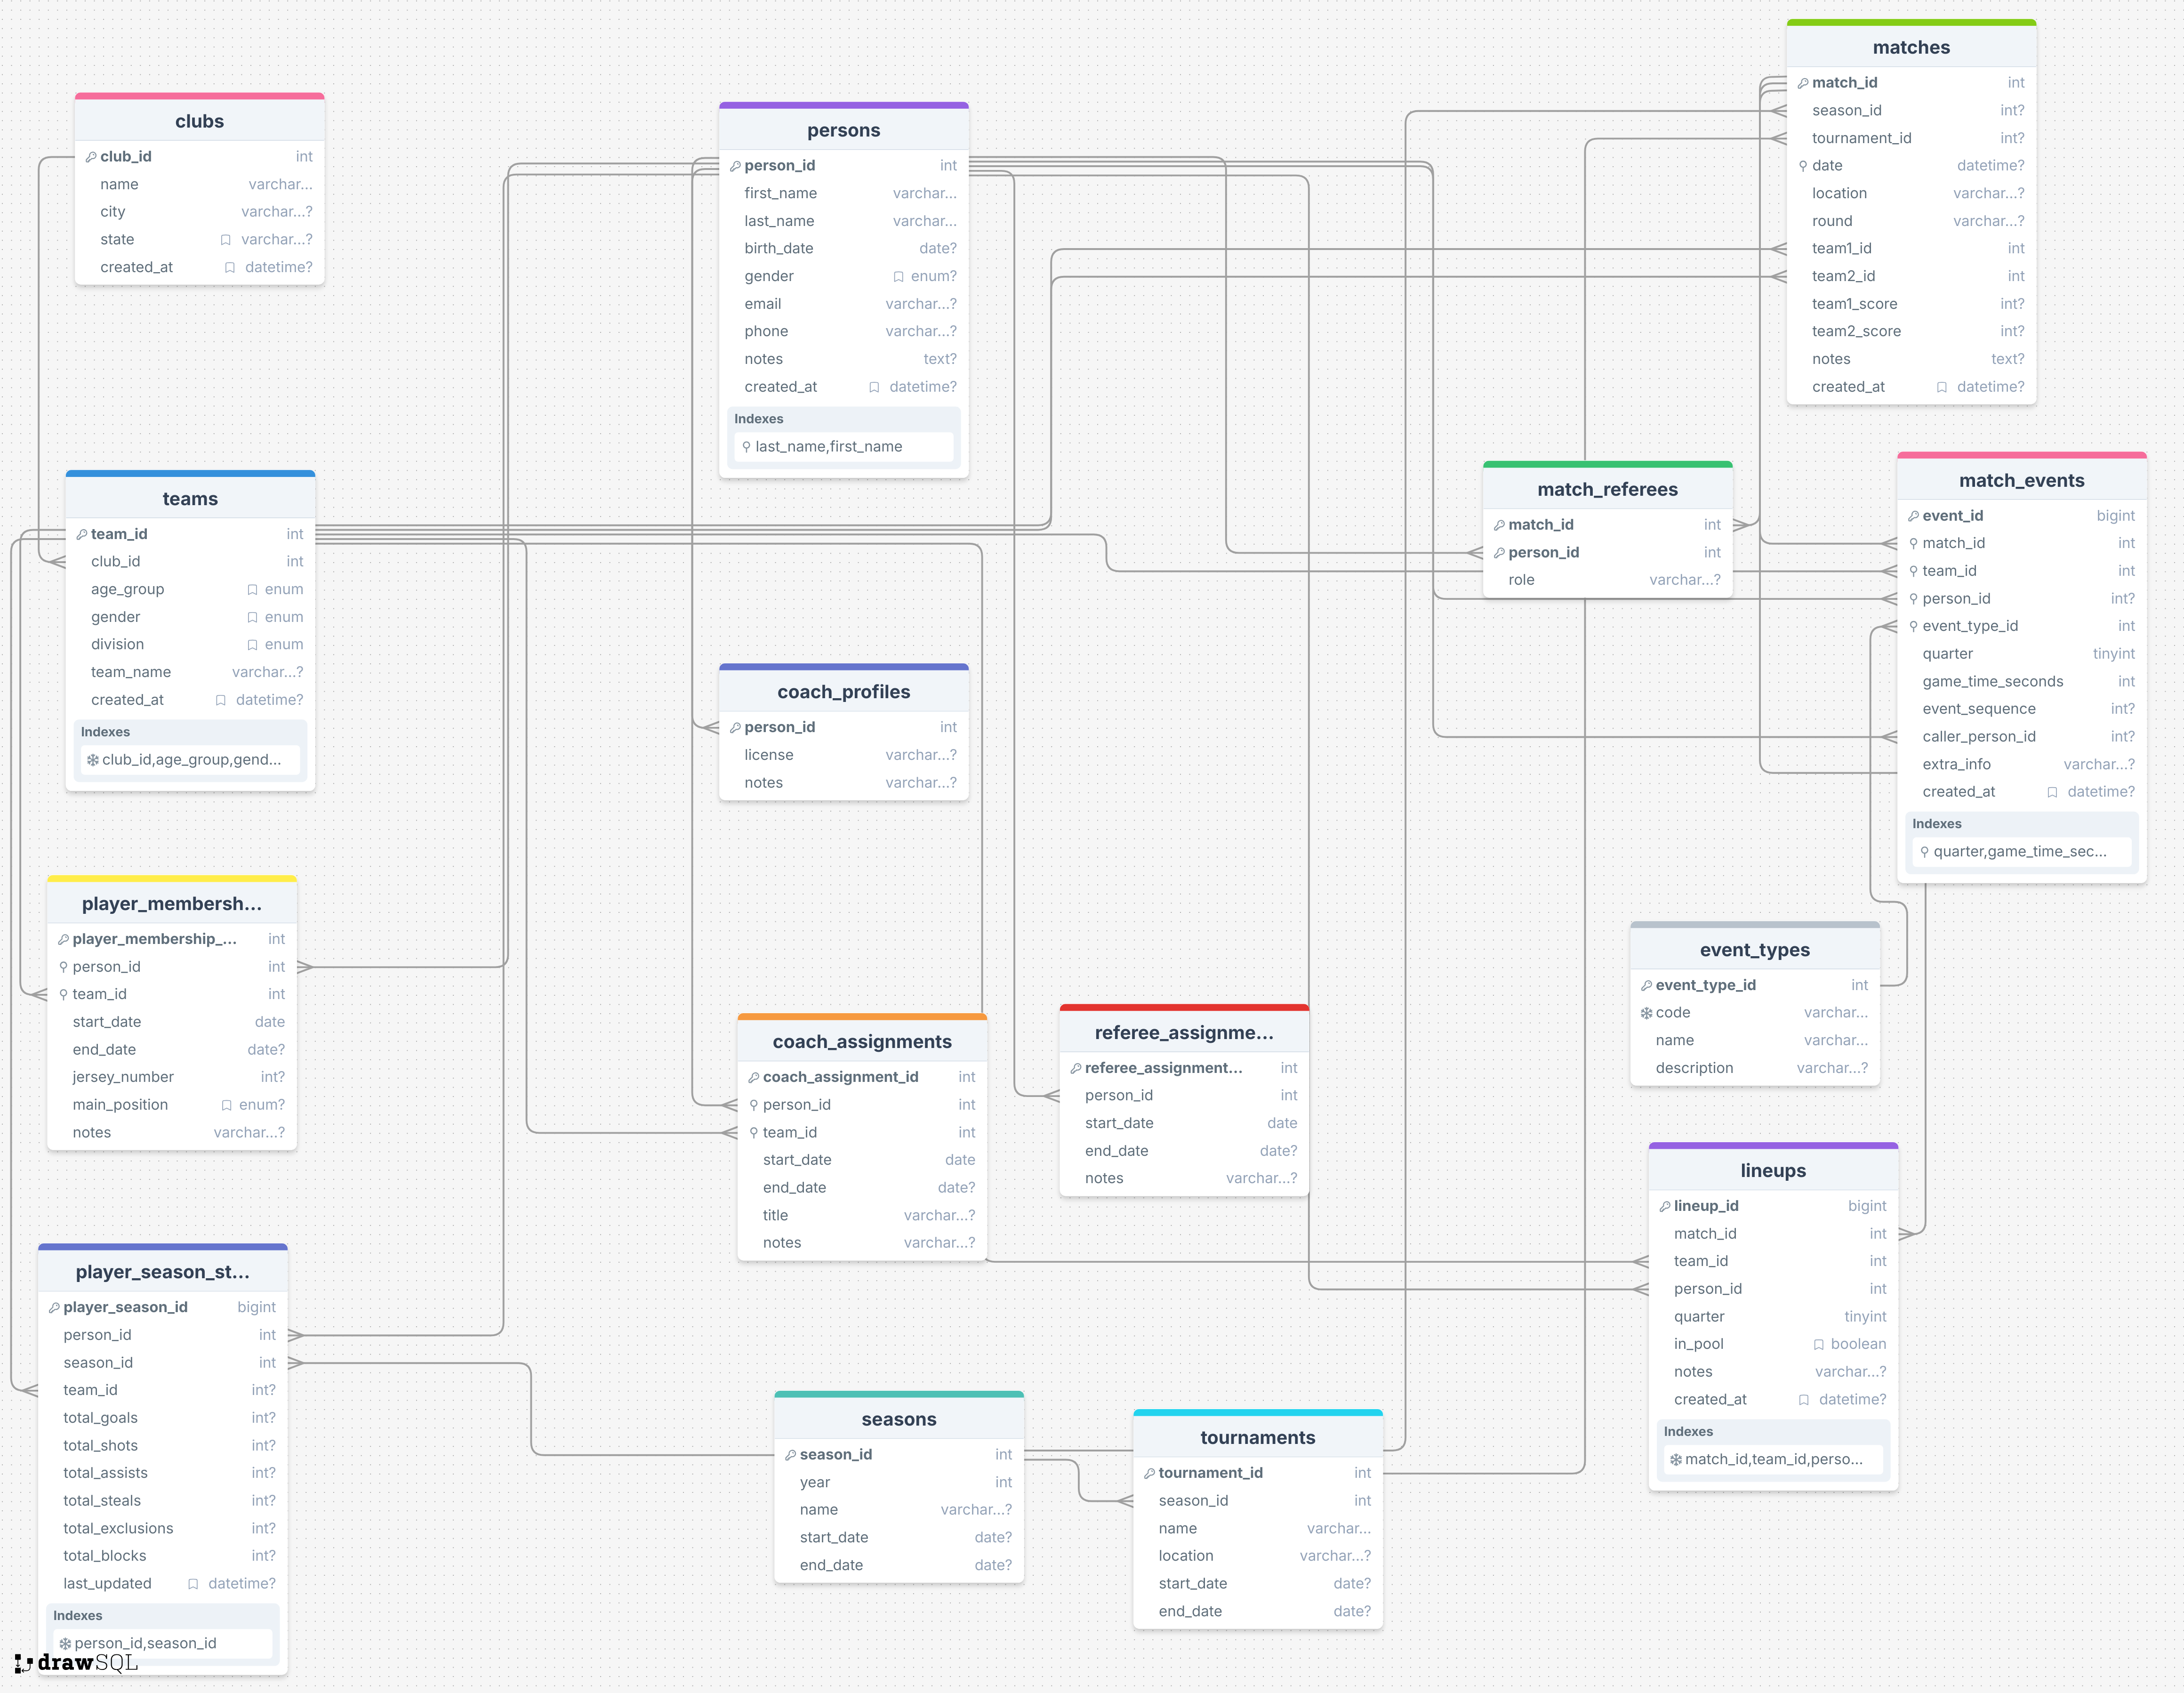 clubs
club_id int
name varchar...
city varchar...?
state varchar...?
created_at datetime?
persons
person_id int
first_name varchar...
last_name varchar...
birth_date date?
gender enum?
email varchar...?
phone varchar...?
notes text?
created_at datetime?
Indexes
last_name,first_name
matches
match_id int
season_id int?
tournament_id int?
date datetime?
location varchar...?
round varchar...?
team1_id int
team2_id int
team1_score int?
team2_score int?
notes text?
created_at datetime?
teams
team_id int
club_id int
age_group enum
gender enum
division enum
team_name varchar...?
created_at datetime?
Indexes
club_id,age_group,gend...
match_referees
match_id int
person_id int
role varchar...?
match_events
event_id bigint
match_id int
team_id int
person_id int?
event_type_id int
quarter tinyint
game_time_seconds int
event_sequence int?
caller_person_id int?
extra_info varchar...?
created_at datetime?
Indexes
quarter,game_time_sec...
coach_profiles
person_id int
license varchar...?
notes varchar...?
player_membersh...
player_membership_... int
person_id int
team_id int
start_date date
end_date date?
jersey_number int?
main_position enum?
notes varchar...?
coach_assignments
coach_assignment_id int
person_id int
team_id int
start_date date
end_date date?
title varchar...?
notes varchar...?
referee_assignme...
referee_assignment... int
person_id int
start_date date
end_date date?
notes varchar...?
event_types
event_type_id int
code varchar...
name varchar...
description varchar...?
lineups
lineup_id bigint
match_id int
team_id int
person_id int
quarter tinyint
in_pool boolean
notes varchar...?
created_at datetime?
Indexes
match_id,team_id,perso...
player_season_st...
player_season_id bigint
person_id int
season_id int
team_id int?
total_goals int?
total_shots int?
total_assists int?
total_steals int?
total_exclusions int?
total_blocks int?
last_updated datetime?
Indexes
person_id,season_id
seasons
season_id int
year int
name varchar...?
start_date date?
end_date date?
tournaments
tournament_id int
season_id int
name varchar...
location varchar...?
start_date date?
end_date date?
drawSQL